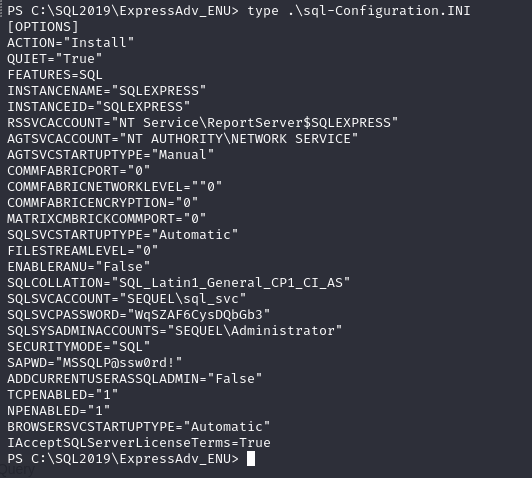 PS C:\SQL2019\ExpressAdv_ENU> type .\sql-Configuration.INI
[OPTIONS]
ACTION="Install"
QUIET="True"
FEATURES=SQL
INSTANCENAME="SQLEXPRESS"
INSTANCEID="SQLEXPRESS"
RSSVCACCOUNT="NT Service\ReportServer$SQLEXPRESS"
AGTSVCACCOUNT="NT AUTHORITY\NETWORK SERVICE"
AGTSVCSTARTUPTYPE="Manual"
COMMFABRICPORT="0"
COMMFABRICNETWORKLEVEL=""0"
COMMFABRICENCRYPTION="0"
MATRIXCMBRICKCOMMPORT="0"
SQLSVCSTARTUPTYPE="Automatic"
FILESTREAMLEVEL="0"
ENABLERANU="False"
SQLCOLLATION="SQL_Latin1_General_CP1_CI_AS"
SQLSVCACCOUNT="SEQUEL\sql_svc"
SQLSVCPASSWORD="WqSZAF6CysDQbGb3"
SQLSYSADMINACCOUNTS="SEQUEL\Administrator"
SECURITYMODE="SQL"
SAPWD="MSSQLP@ssw0rd!"
ADDCURRENTUSERASSQLADMIN="False"
TCPENABLED="1"
NPENABLED="1"
BROWSERSVCSTARTUPTYPE="Automatic"
IAcceptSQLServerLicenseTerms=True
PS C:\SQL2019\ExpressAdv_ENU>
Query